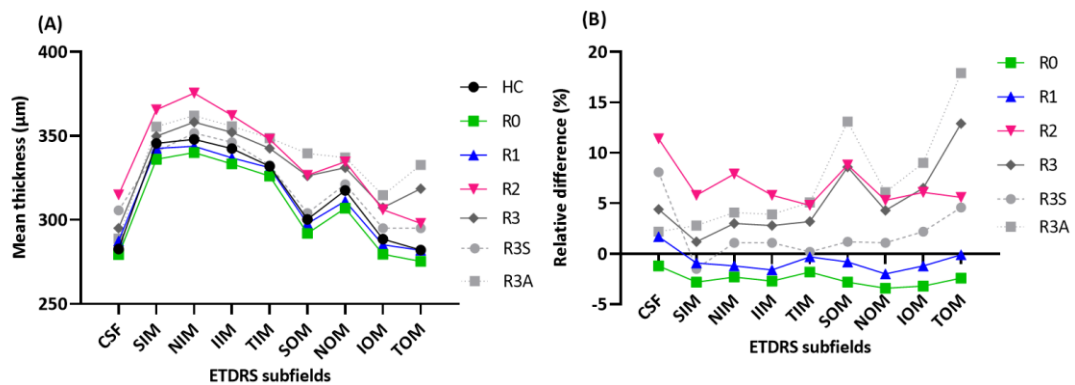 (A)
Mean thickness (µm)
400
350
300
250
CSF
SIM
NIM
IIM
TIM
SOM
NOM
IOM
TOM
ETDRS subfields
HC
R0
R1
R2
R3
R3S
R3A
(B)
Relative difference (%)
20
15
10
5
0
-5
CSF
SIM
NIM
IIM
TIM
SOM
NOM
IOM
TOM
ETDRS subfields
R0
R1
R2
R3
R3S
R3A